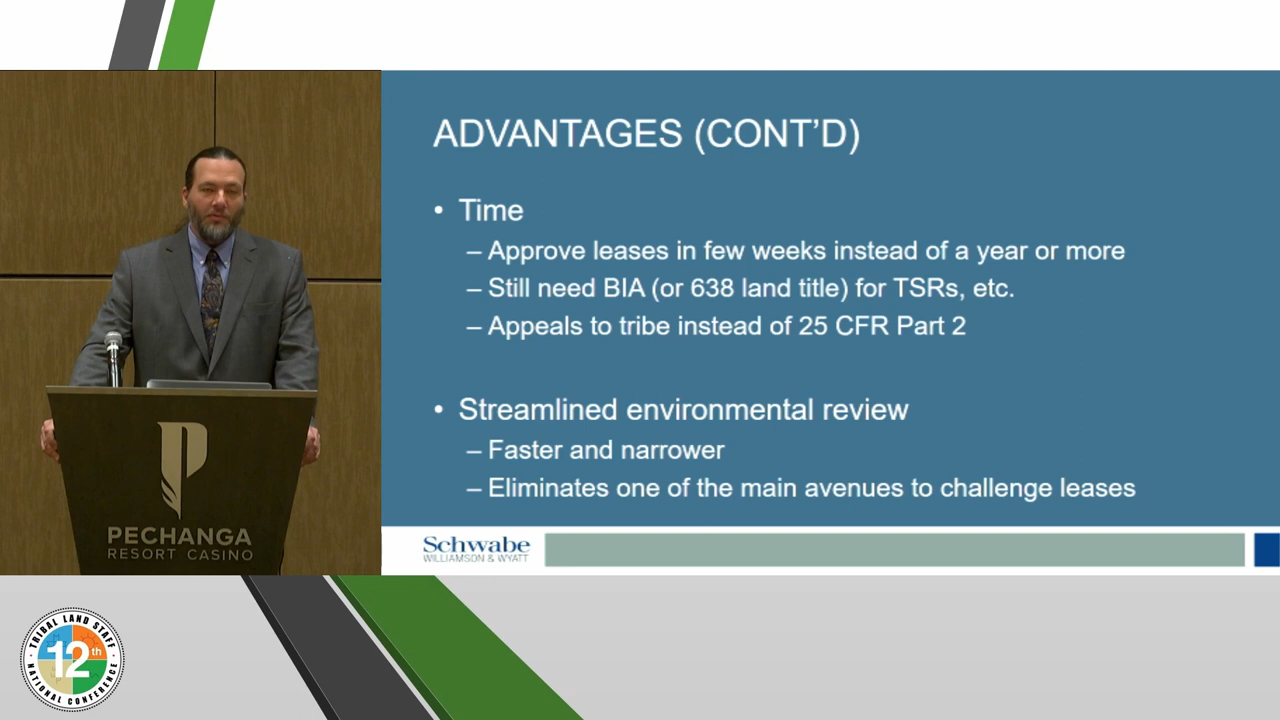 ADVANTAGES (CONT'D)
• Time
– Approve leases in few weeks instead of a year or more
– Still need BIA (or 638 land title) for TSRs, etc.
– Appeals to tribe instead of 25 CFR Part 2
• Streamlined environmental review
– Faster and narrower
– Eliminates one of the main avenues to challenge leases
Schwabe
WILLIAMSON & WYATT
P
PECHANGA
RESORT CASINO
TRIBAL LAND STAFF
12th
NATIONAL CONFERENCE